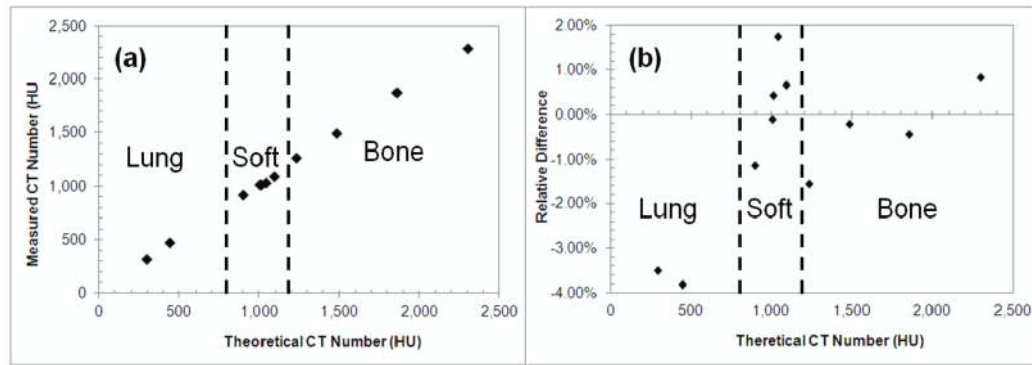 (a)
Measured CT Number (HU
2,500
2,000
1,500
1,000
500
0
Lung
Soft
Bone
0 500 1,000 1,500 2,000 2,500
Theoretical CT Number (HU)
(b)
Relative Difference
2.00%
1.00%
0.00%
-1.00%
-2.00%
-3.00%
-4.00%
0 500 1,000 1,500 2,000 2,500
Lung
Soft
Bone
Theretical CT Number (HU)